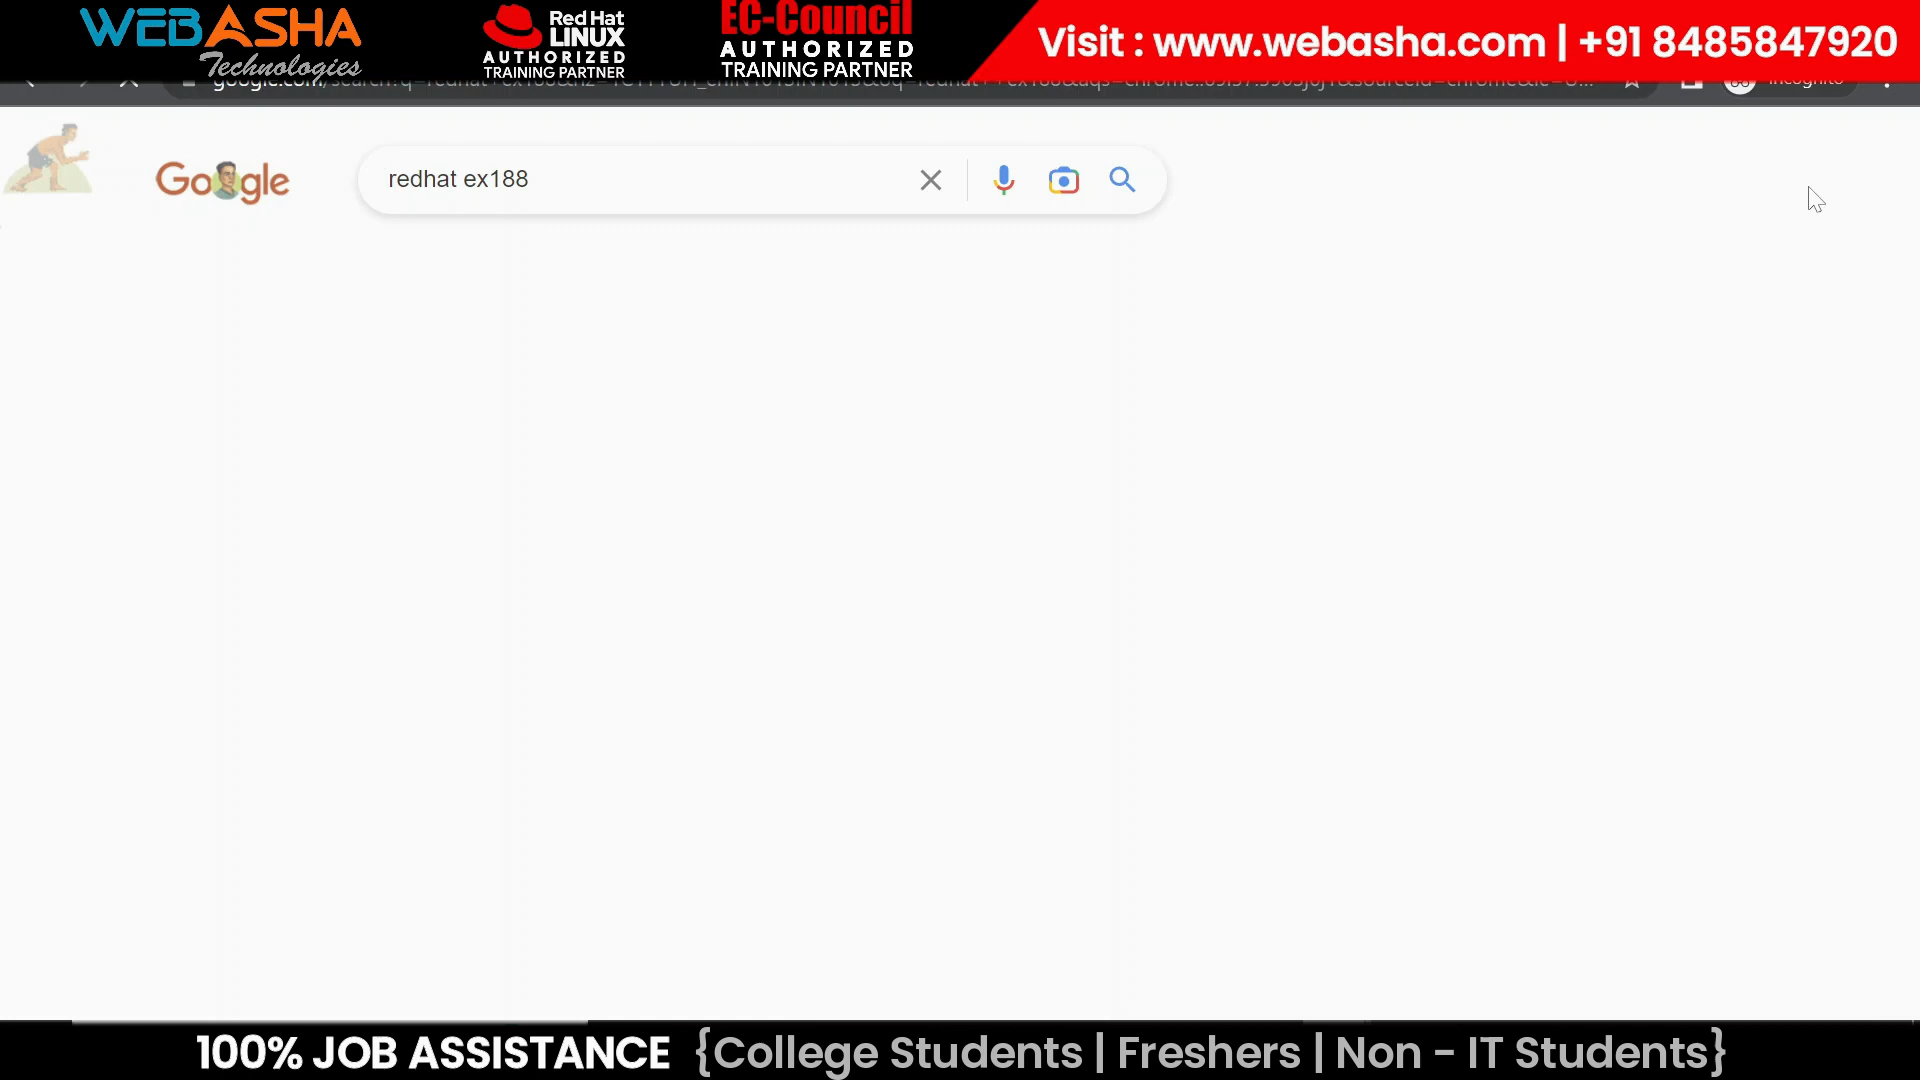 WEBASHA
Technologies
Red Hat
LINUX
AUTHORIZED
TRAINING PARTNER
EC-Council
AUTHORIZED
TRAINING PARTNER
Visit : www.webasha.com | +91 8485847920
Incognito
Google
redhat ex188
100% JOB ASSISTANCE {College Students | Freshers | Non - IT Students}